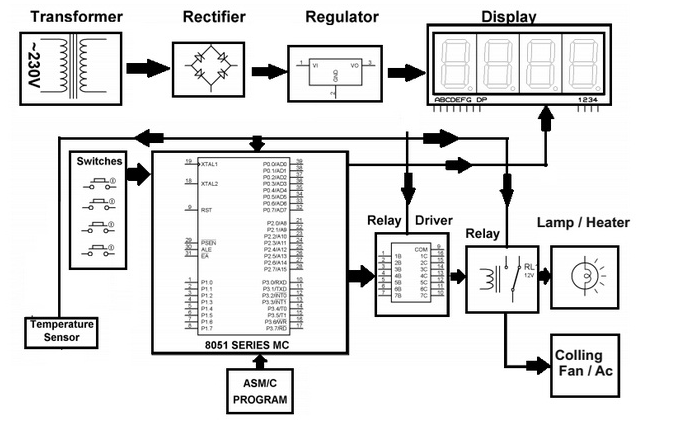 Transformer
Rectifier
Regulator
Display
~230V
VI
VO
1
3
GND
2
ABCDEFG DP
1234
Switches
19
XTAL1
18
XTAL2
9
RST
29
PSEN
30
ALE
31
EA
1
P1.0
2
P1.1
3
P1.2
4
P1.3
5
P1.4
6
P1.5
7
P1.6
8
P1.7
P0.0/AD0
39
P0.1/AD1
38
P0.2/AD2
37
P0.3/AD3
36
P0.4/AD4
35
P0.5/AD5
34
P0.6/AD6
33
P0.7/AD7
32
P2.0/A8
21
P2.1/A9
22
P2.2/A10
23
P2.3/A11
24
P2.4/A12
25
P2.5/A13
26
P2.6/A14
27
P2.7/A15
28
P3.0/RXD
10
P3.1/TXD
11
P3.2/INT0
12
P3.3/INT1
13
P3.4/T0
14
P3.5/T1
15
P3.6/WR
16
P3.7/RD
17
8051 SERIES MC
ASM/C
PROGRAM
Temperature
Sensor
Relay Driver
COM
1B
2B
3B
4B
5B
6B
7B
1C
2C
3C
4C
5C
6C
7C
Relay
RL
12V
Lamp / Heater
Colling
Fan / Ac